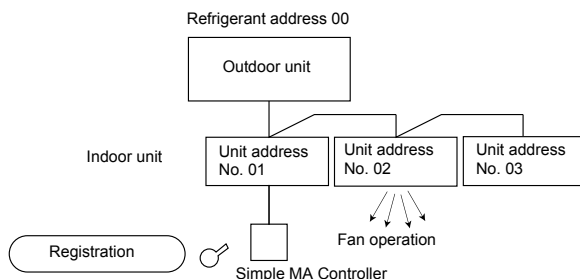 Refrigerant address 00
Outdoor unit
Indoor unit
Unit address
No. 01
Unit address
No. 02
Unit address
No. 03
Fan operation
Registration
Simple MA Controller